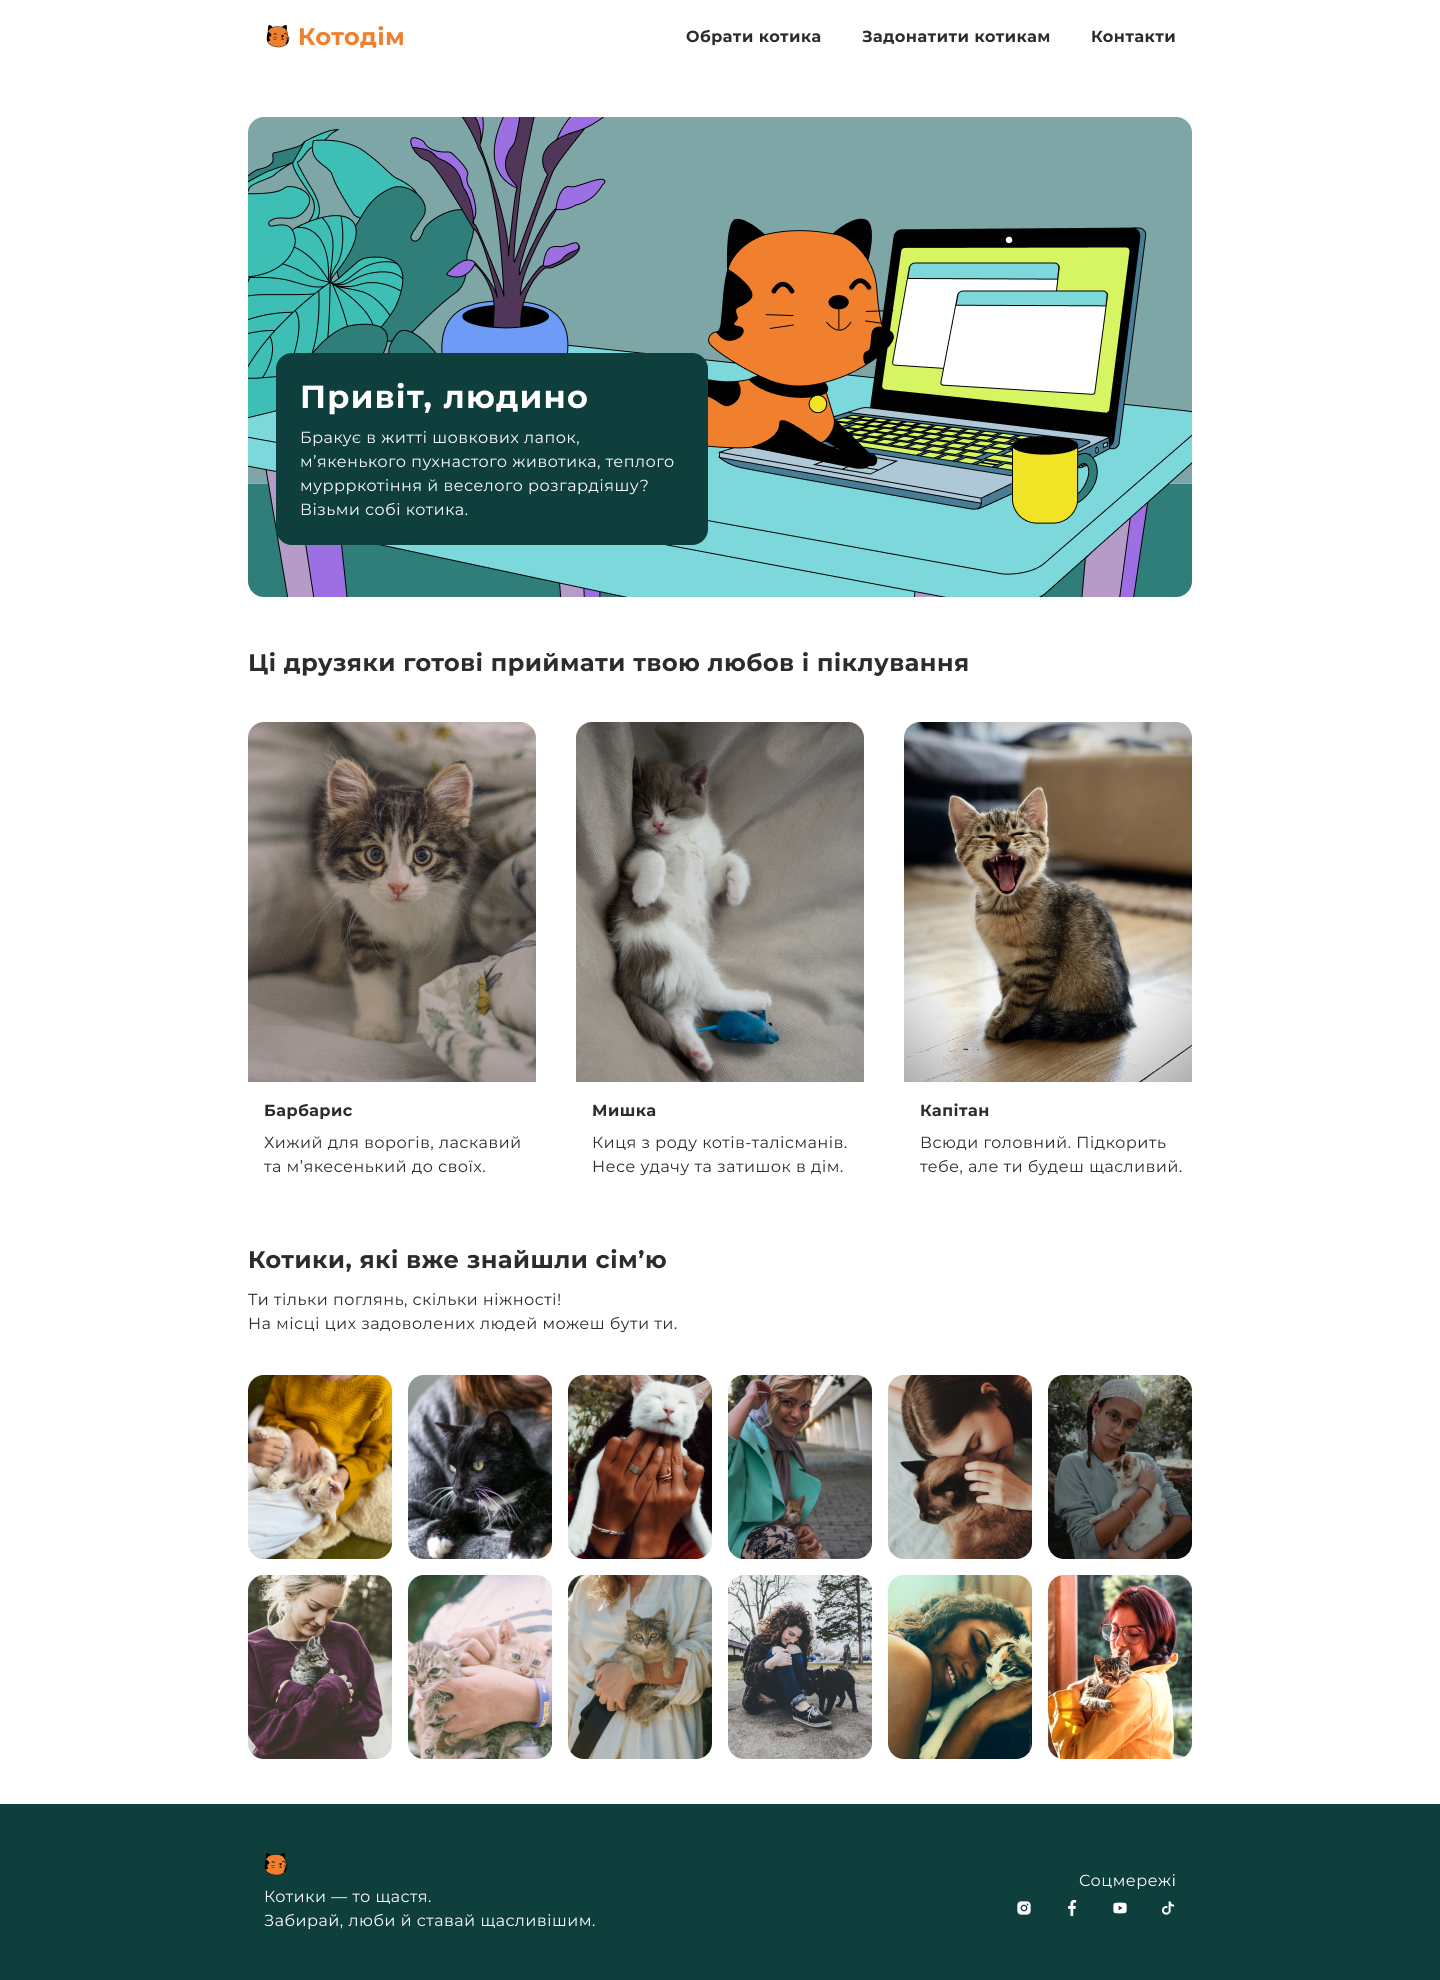 Котодім
Обрати котика
Задонатити котикам
Контакти
Привіт, людино
Бракує в житті шовкових лапок,
м’якенького пухнастого животика, теплого
муррркотіння й веселого розгардіяшу?
Візьми собі котика.
Ці друзяки готові приймати твою любов і піклування
Барбарис
Хижий для ворогів, ласкавий
та м’якесенький до своїх.
Мишка
Киця з роду котів-талісманів.
Несе удачу та затишок в дім.
Капітан
Всюди головний. Підкорить
тебе, але ти будеш щасливий.
Котики, які вже знайшли сім’ю
Ти тільки поглянь, скільки ніжності!
На місці цих задоволених людей можеш бути ти.
Котики — то щастя.
Забирай, люби й ставай щасливішим.
Соцмережі